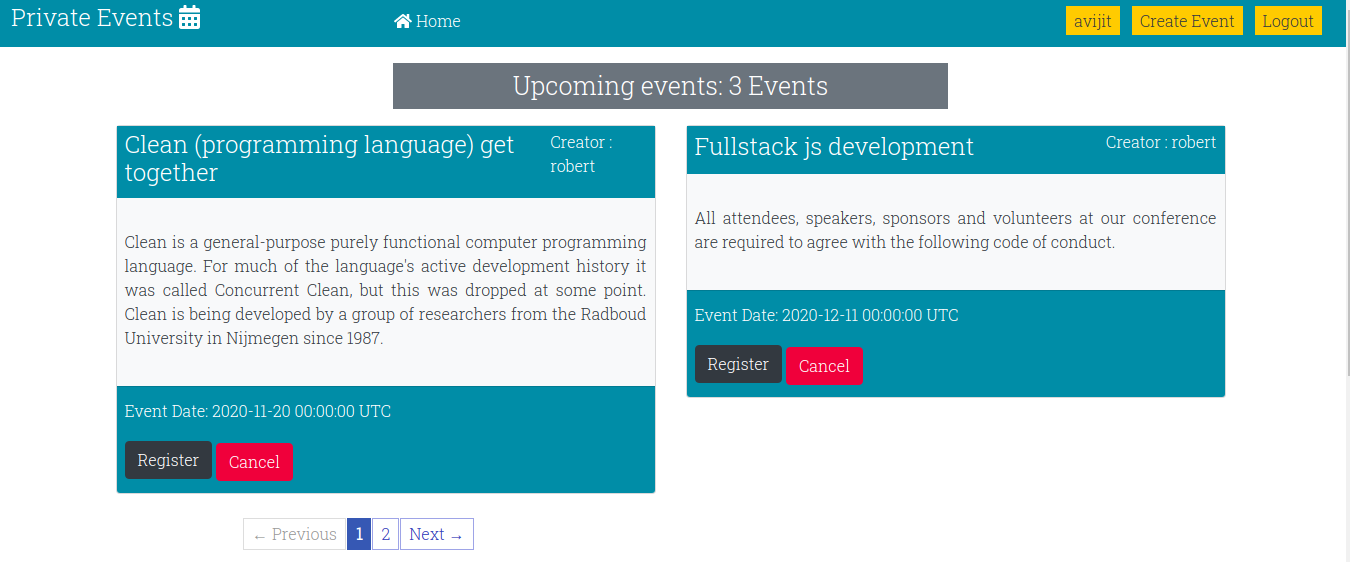 Private Events
Home
avijit
Create Event
Logout
Upcoming events: 3 Events
Clean (programming language) get
together
Creator :
robert
Clean is a general-purpose purely functional computer programming
language. For much of the language's active development history it
was called Concurrent Clean, but this was dropped at some point.
Clean is being developed by a group of researchers from the Radboud
University in Nijmegen since 1987.
Event Date: 2020-11-20 00:00:00 UTC
Register
Cancel
Fullstack js development
Creator : robert
All attendees, speakers, sponsors and volunteers at our conference
are required to agree with the following code of conduct.
Event Date: 2020-12-11 00:00:00 UTC
Register
Cancel
← Previous 1 2 Next →